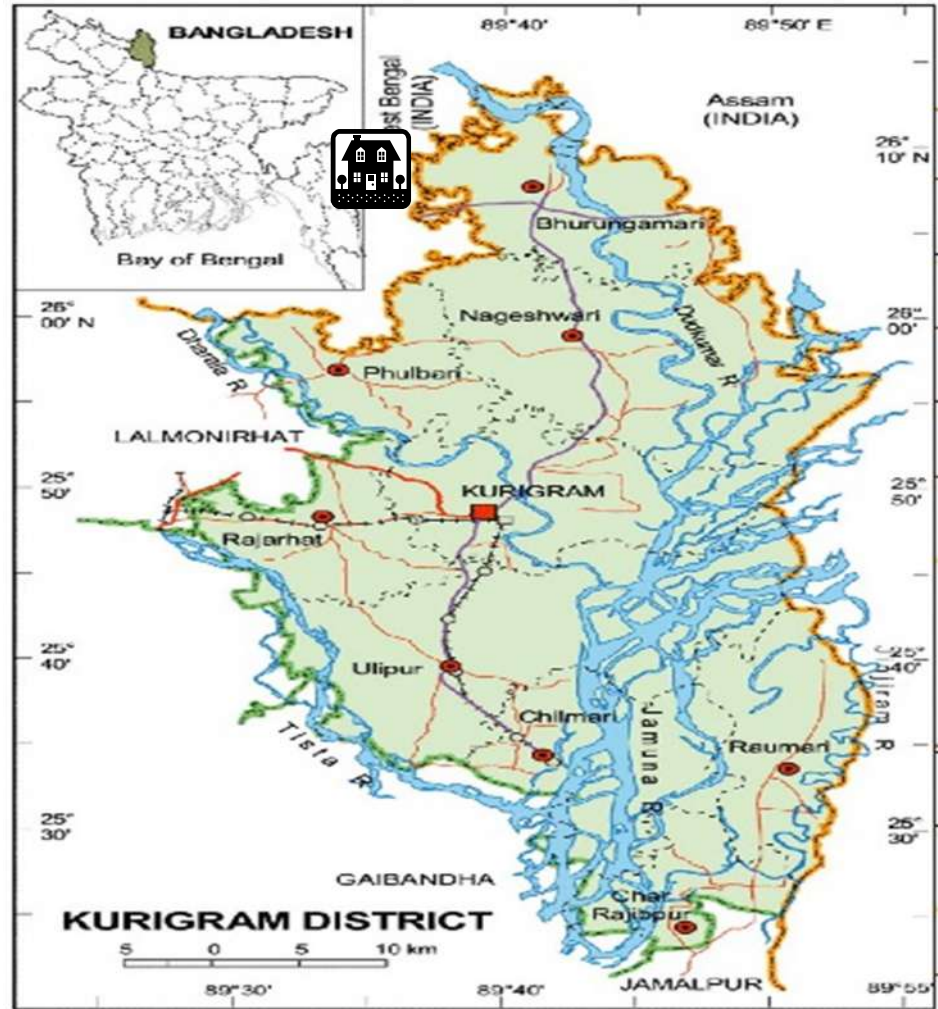 89°40'
89°50' E
BANGLADESH
Bay of Bengal
est Bengal
(INDIA)
Assam
(INDIA)
26°
10' N
Bhurungamari
26°
00' N
Nageshwari
26°
00'
Dudkumar R
Dharala R
Phulbari
LALMONIRHAT
25°
50'
KURIGRAM
25°
50'
Rajarhat
25°
40'
Ulipur
25°
40'
Chilmari
Jamuna R
Raumari
Jinjiram R
Tista R
25°
30'
25°
30'
GAIBANDHA
Char
Rajibpur
KURIGRAM DISTRICT
5 0 5 10 km
JAMALPUR
89°30'
89°40'
89°55'